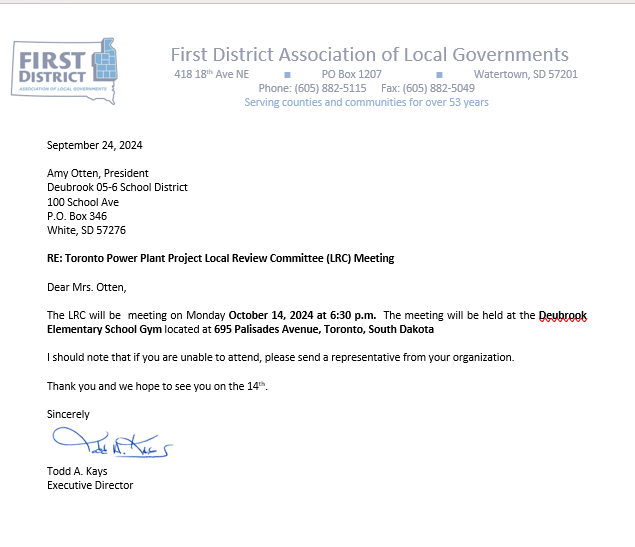 FIRST
DISTRICT
ASSOCIATION OF LOCAL GOVERNMENTS
First District Association of Local Governments
418 18th Ave NE ■ PO Box 1207 ■ Watertown, SD 57201
Phone: (605) 882-5115 Fax: (605) 882-5049
Serving counties and communities for over 53 years
September 24, 2024
Amy Otten, President
Deubrook 05-6 School District
100 School Ave
P.O. Box 346
White, SD 57276
RE: Toronto Power Plant Project Local Review Committee (LRC) Meeting
Dear Mrs. Otten,
The LRC will be  meeting on Monday October 14, 2024 at 6:30 p.m.  The meeting will be held at the Deubrook
Elementary School Gym located at 695 Palisades Avenue, Toronto, South Dakota
I should note that if you are unable to attend, please send a representative from your organization.
Thank you and we hope to see you on the 14th.
Sincerely
Todd A. Kays
Todd A. Kays
Executive Director